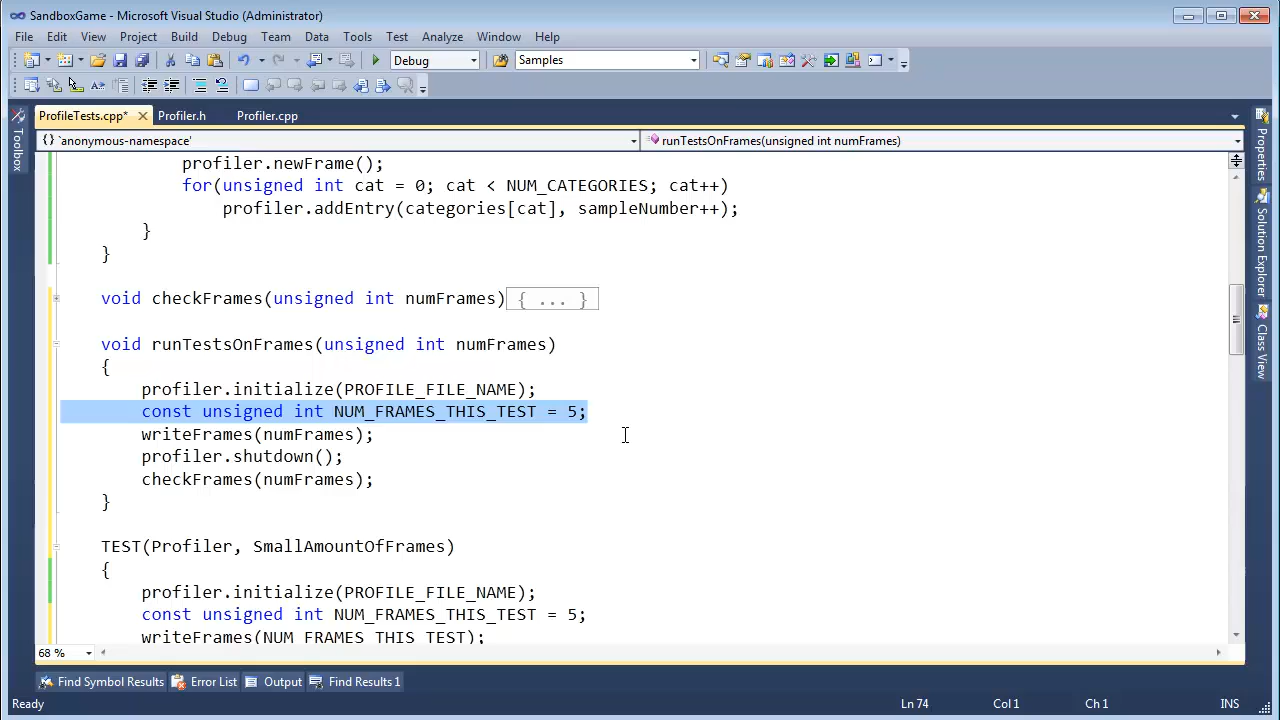 SandboxGame - Microsoft Visual Studio (Administrator)
File Edit View Project Build Debug Team Data Tools Test Analyze Window Help
Debug Samples
ProfileTests.cpp* Profiler.h Profiler.cpp
`anonymous-namespace' runTestsOnFrames(unsigned int numFrames)
Toolbox
profiler.newFrame();
for(unsigned int cat = 0; cat < NUM_CATEGORIES; cat++)
profiler.addEntry(categories[cat], sampleNumber++);
}
}
void checkFrames(unsigned int numFrames){ ... }
void runTestsOnFrames(unsigned int numFrames)
{
profiler.initialize(PROFILE_FILE_NAME);
const unsigned int NUM_FRAMES_THIS_TEST = 5;
writeFrames(numFrames);
profiler.shutdown();
checkFrames(numFrames);
}
TEST(Profiler, SmallAmountOfFrames)
{
profiler.initialize(PROFILE_FILE_NAME);
const unsigned int NUM_FRAMES_THIS_TEST = 5;
writeFrames(NUM_FRAMES_THIS_TEST);
Properties
Solution Explorer
Class View
68 %
Find Symbol Results Error List Output Find Results 1
Ready Ln 74 Col 1 Ch 1 INS